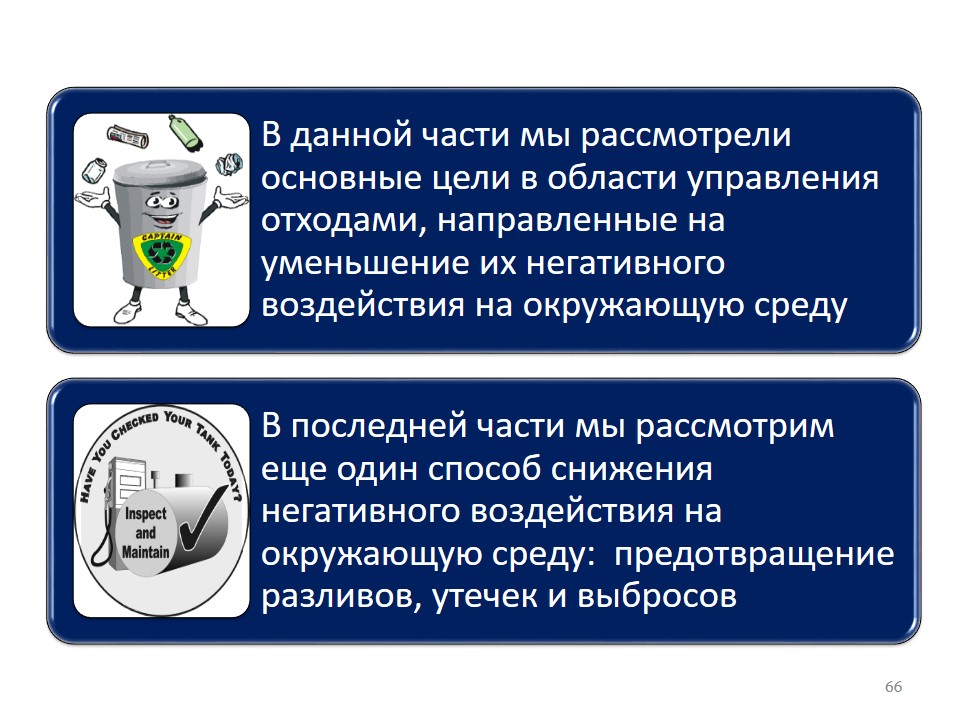 В данной части мы рассмотрели
основные цели в области управления
отходами, направленные на
уменьшение их негативного
воздействия на окружающую среду
CAPTAIN
LITTER
В последней части мы рассмотрим
еще один способ снижения
негативного воздействия на
окружающую среду:  предотвращение
разливов, утечек и выбросов
HAVE YOU CHECKED YOUR TANK TODAY?
Inspect
and
Maintain
66